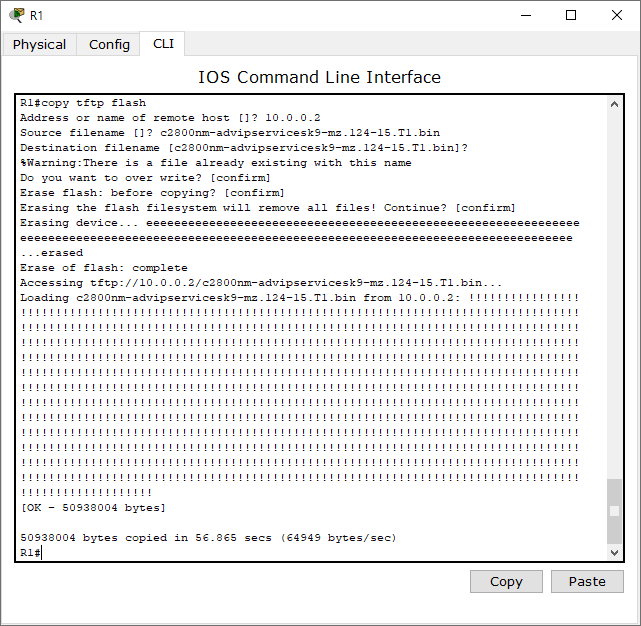 R1
Physical
Config
CLI
IOS Command Line Interface
R1#copy tftp flash
Address or name of remote host []? 10.0.0.2
Source filename []? c2800nm-advipservicesk9-mz.124-15.T1.bin
Destination filename [c2800nm-advipservicesk9-mz.124-15.T1.bin]?
%Warning:There is a file already existing with this name
Do you want to over write? [confirm]
Erase flash: before copying? [confirm]
Erasing the flash filesystem will remove all files! Continue? [confirm]
Erasing device... eeeeeeeeeeeeeeeeeeeeeeeeeeeeeeeeeeeeeeeeeeeeeeeeeeeeeeeeeeeeee
eeeeeeeeeeeeeeeeeeeeeeeeeeeeeeeeeeeeeeeeeeeeeeeeeeeeeeeeeeeeeeeeeeeeeeeeeeeeeee
...erased
Erase of flash: complete
Accessing tftp://10.0.0.2/c2800nm-advipservicesk9-mz.124-15.T1.bin...
Loading c2800nm-advipservicesk9-mz.124-15.T1.bin from 10.0.0.2: !!!!!!!!!!!!!!!!
!!!!!!!!!!!!!!!!!!!!!!!!!!!!!!!!!!!!!!!!!!!!!!!!!!!!!!!!!!!!!!!!!!!!!!!!!!!!!!!!
!!!!!!!!!!!!!!!!!!!!!!!!!!!!!!!!!!!!!!!!!!!!!!!!!!!!!!!!!!!!!!!!!!!!!!!!!!!!!!!!
!!!!!!!!!!!!!!!!!!!!!!!!!!!!!!!!!!!!!!!!!!!!!!!!!!!!!!!!!!!!!!!!!!!!!!!!!!!!!!!!
!!!!!!!!!!!!!!!!!!!!!!!!!!!!!!!!!!!!!!!!!!!!!!!!!!!!!!!!!!!!!!!!!!!!!!!!!!!!!!!!
!!!!!!!!!!!!!!!!!!!!!!!!!!!!!!!!!!!!!!!!!!!!!!!!!!!!!!!!!!!!!!!!!!!!!!!!!!!!!!!!
!!!!!!!!!!!!!!!!!!!!!!!!!!!!!!!!!!!!!!!!!!!!!!!!!!!!!!!!!!!!!!!!!!!!!!!!!!!!!!!!
!!!!!!!!!!!!!!!!!!!!!!!!!!!!!!!!!!!!!!!!!!!!!!!!!!!!!!!!!!!!!!!!!!!!!!!!!!!!!!!!
!!!!!!!!!!!!!!!!!!!!!!!!!!!!!!!!!!!!!!!!!!!!!!!!!!!!!!!!!!!!!!!!!!!!!!!!!!!!!!!!
!!!!!!!!!!!!!!!!!!!!!!!!!!!!!!!!!!!!!!!!!!!!!!!!!!!!!!!!!!!!!!!!!!!!!!!!!!!!!!!!
!!!!!!!!!!!!!!!!!!!!!!!!!!!!!!!!!!!!!!!!!!!!!!!!!!!!!!!!!!!!!!!!!!!!!!!!!!!!!!!!
!!!!!!!!!!!!!!!!!!!!!!!!!!!!!!!!!!!!!!!!!!!!!!!!!!!!!!!!!!!!!!!!!!!!!!!!!!!!!!!!
!!!!!!!!!!!!!!!!!!!!!!!!!!!!!!!!!!!!!!!!!!!!!!!!!!!!!!!!!!!!!!!!!!!!!!!!!!!!!!!!
!!!!!!!!!!!!!!!!!!!
[OK - 50938004 bytes]
50938004 bytes copied in 56.865 secs (64949 bytes/sec)
R1#
Copy
Paste